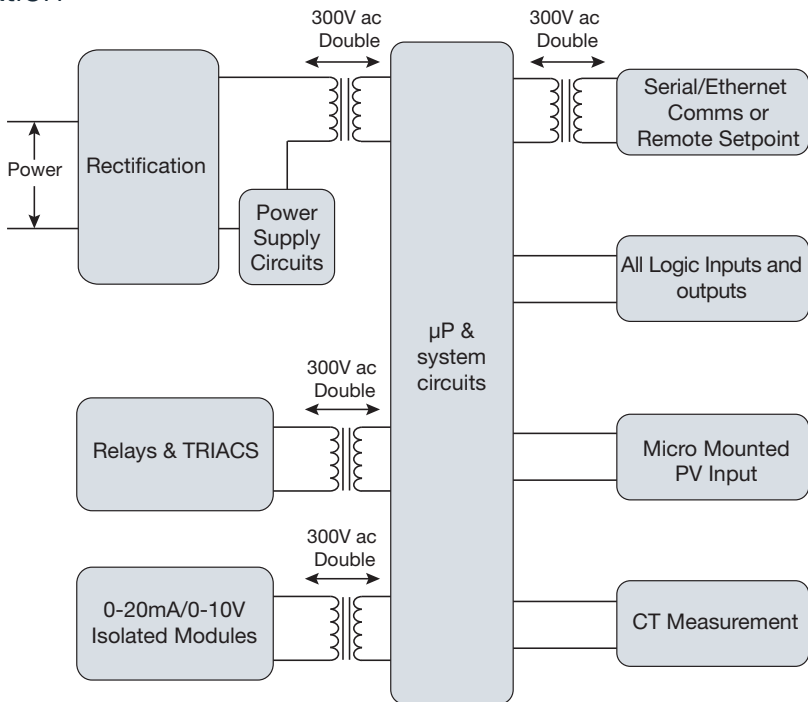 300V ac
Double
300V ac
Double
Rectification
Power
Power
Supply
Circuits
Serial/Ethernet
Comms or
Remote Setpoint
All Logic Inputs and
outputs
µP &
system
circuits
300V ac
Double
Relays & TRIACS
Micro Mounted
PV Input
300V ac
Double
0-20mA/0-10V
Isolated Modules
CT Measurement